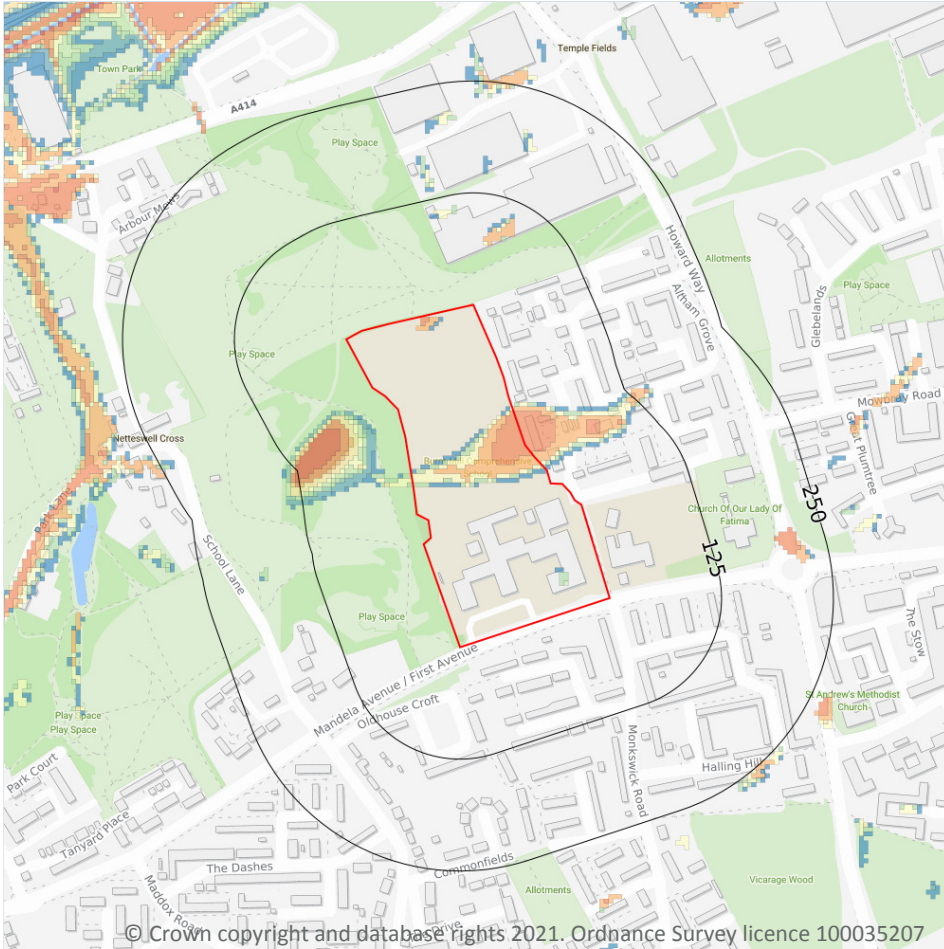 Temple Fields
Town Park
A414
Play Space
Arbour Mews
Howard Way
Allotments
Altham Grove
Play Space
Glebelands
Play Space
Mowbray Road
Great Plumtree
Netteswell Cross
Park Lane
School Lane
Church Of Our Lady Of
Fatima
250
125
Play Space
The Stow
Mandela Avenue / First Avenue
Oldhouse Croft
St Andrew's Methodist
Church
Play Space
Play Space
Monkswick Road
Halling Hill
Park Court
Tanyard Place
The Dashes
Commonfields
Maddox Road
Allotments
Vicarage Wood
© Crown copyright and database rights 2021. Ordnance Survey licence 100035207